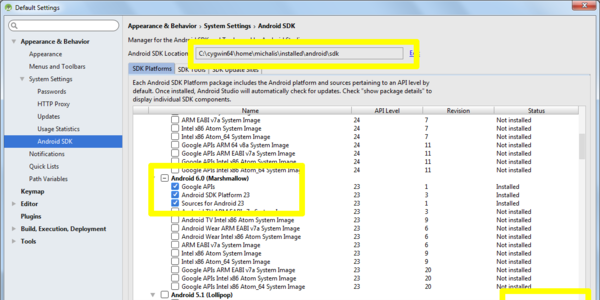 Default Settings
Appearance & Behavior › System Settings › Android SDK
Manager for the Android SDK and Tools used by Android Studio
Android SDK Location: C:\cygwin64\home\michalis\installed\android\sdk
SDK Platforms SDK Tools SDK Update Sites
Each Android SDK Platform package includes the Android platform and sources pertaining to an API level by
default. Once installed, Android Studio will automatically check for updates. Check "show package details" to
display individual SDK components.
Appearance & Behavior
Appearance
Menus and Toolbars
System Settings
Passwords
HTTP Proxy
Updates
Usage Statistics
Android SDK
Notifications
Quick Lists
Path Variables
Keymap
Editor
Plugins
Build, Execution, Deployment
Tools
Name API Level Revision Status
ARM EABI v7a System Image 24 7 Not installed
Intel x86 Atom System Image 24 7 Not installed
Intel x86 Atom_64 System Image 24 7 Not installed
Google APIs ARM 64 v8a System Image 24 11 Not installed
Google APIs ARM EABI v7a System Image 24 11 Not installed
Google APIs Intel x86 Atom System Image 24 11 Not installed
Google APIs Intel x86 Atom_64 System Image 24 11 Not installed
Android 6.0 (Marshmallow)
Google APIs 23 1 Installed
Android SDK Platform 23 23 3 Installed
Sources for Android 23 23 1 Installed
23 3 Not installed
Android TV Intel x86 Atom System Image 23 9 Not installed
Android Wear ARM EABI v7a System Image 23 6 Not installed
Android Wear Intel x86 Atom System Image 23 6 Not installed
ARM EABI v7a System Image 23 6 Not installed
Intel x86 Atom System Image 23 9 Not installed
Intel x86 Atom_64 System Image 23 9 Not installed
Google APIs ARM EABI v7a System Image 23 20 Not installed
Google APIs Intel x86 Atom System Image 23 20 Not installed
Google APIs Intel x86 Atom_64 System Image 23 20 Not installed
Android 5.1 (Lollipop)